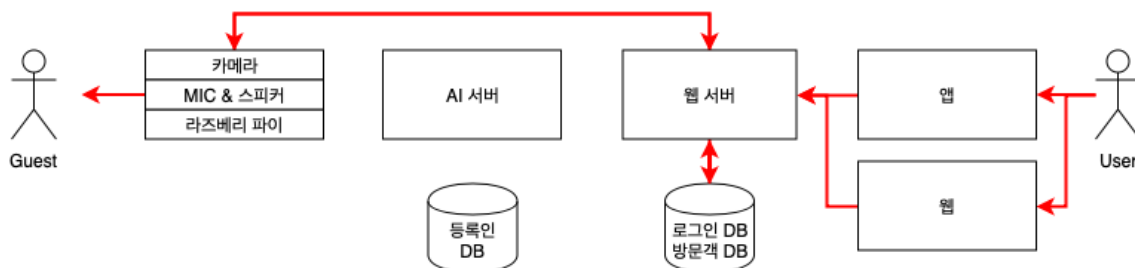 카메라
MIC & 스피커
라즈베리 파이
AI 서버
웹 서버
앱
Guest
User
웹
등록인
DB
로그인 DB
방문객 DB